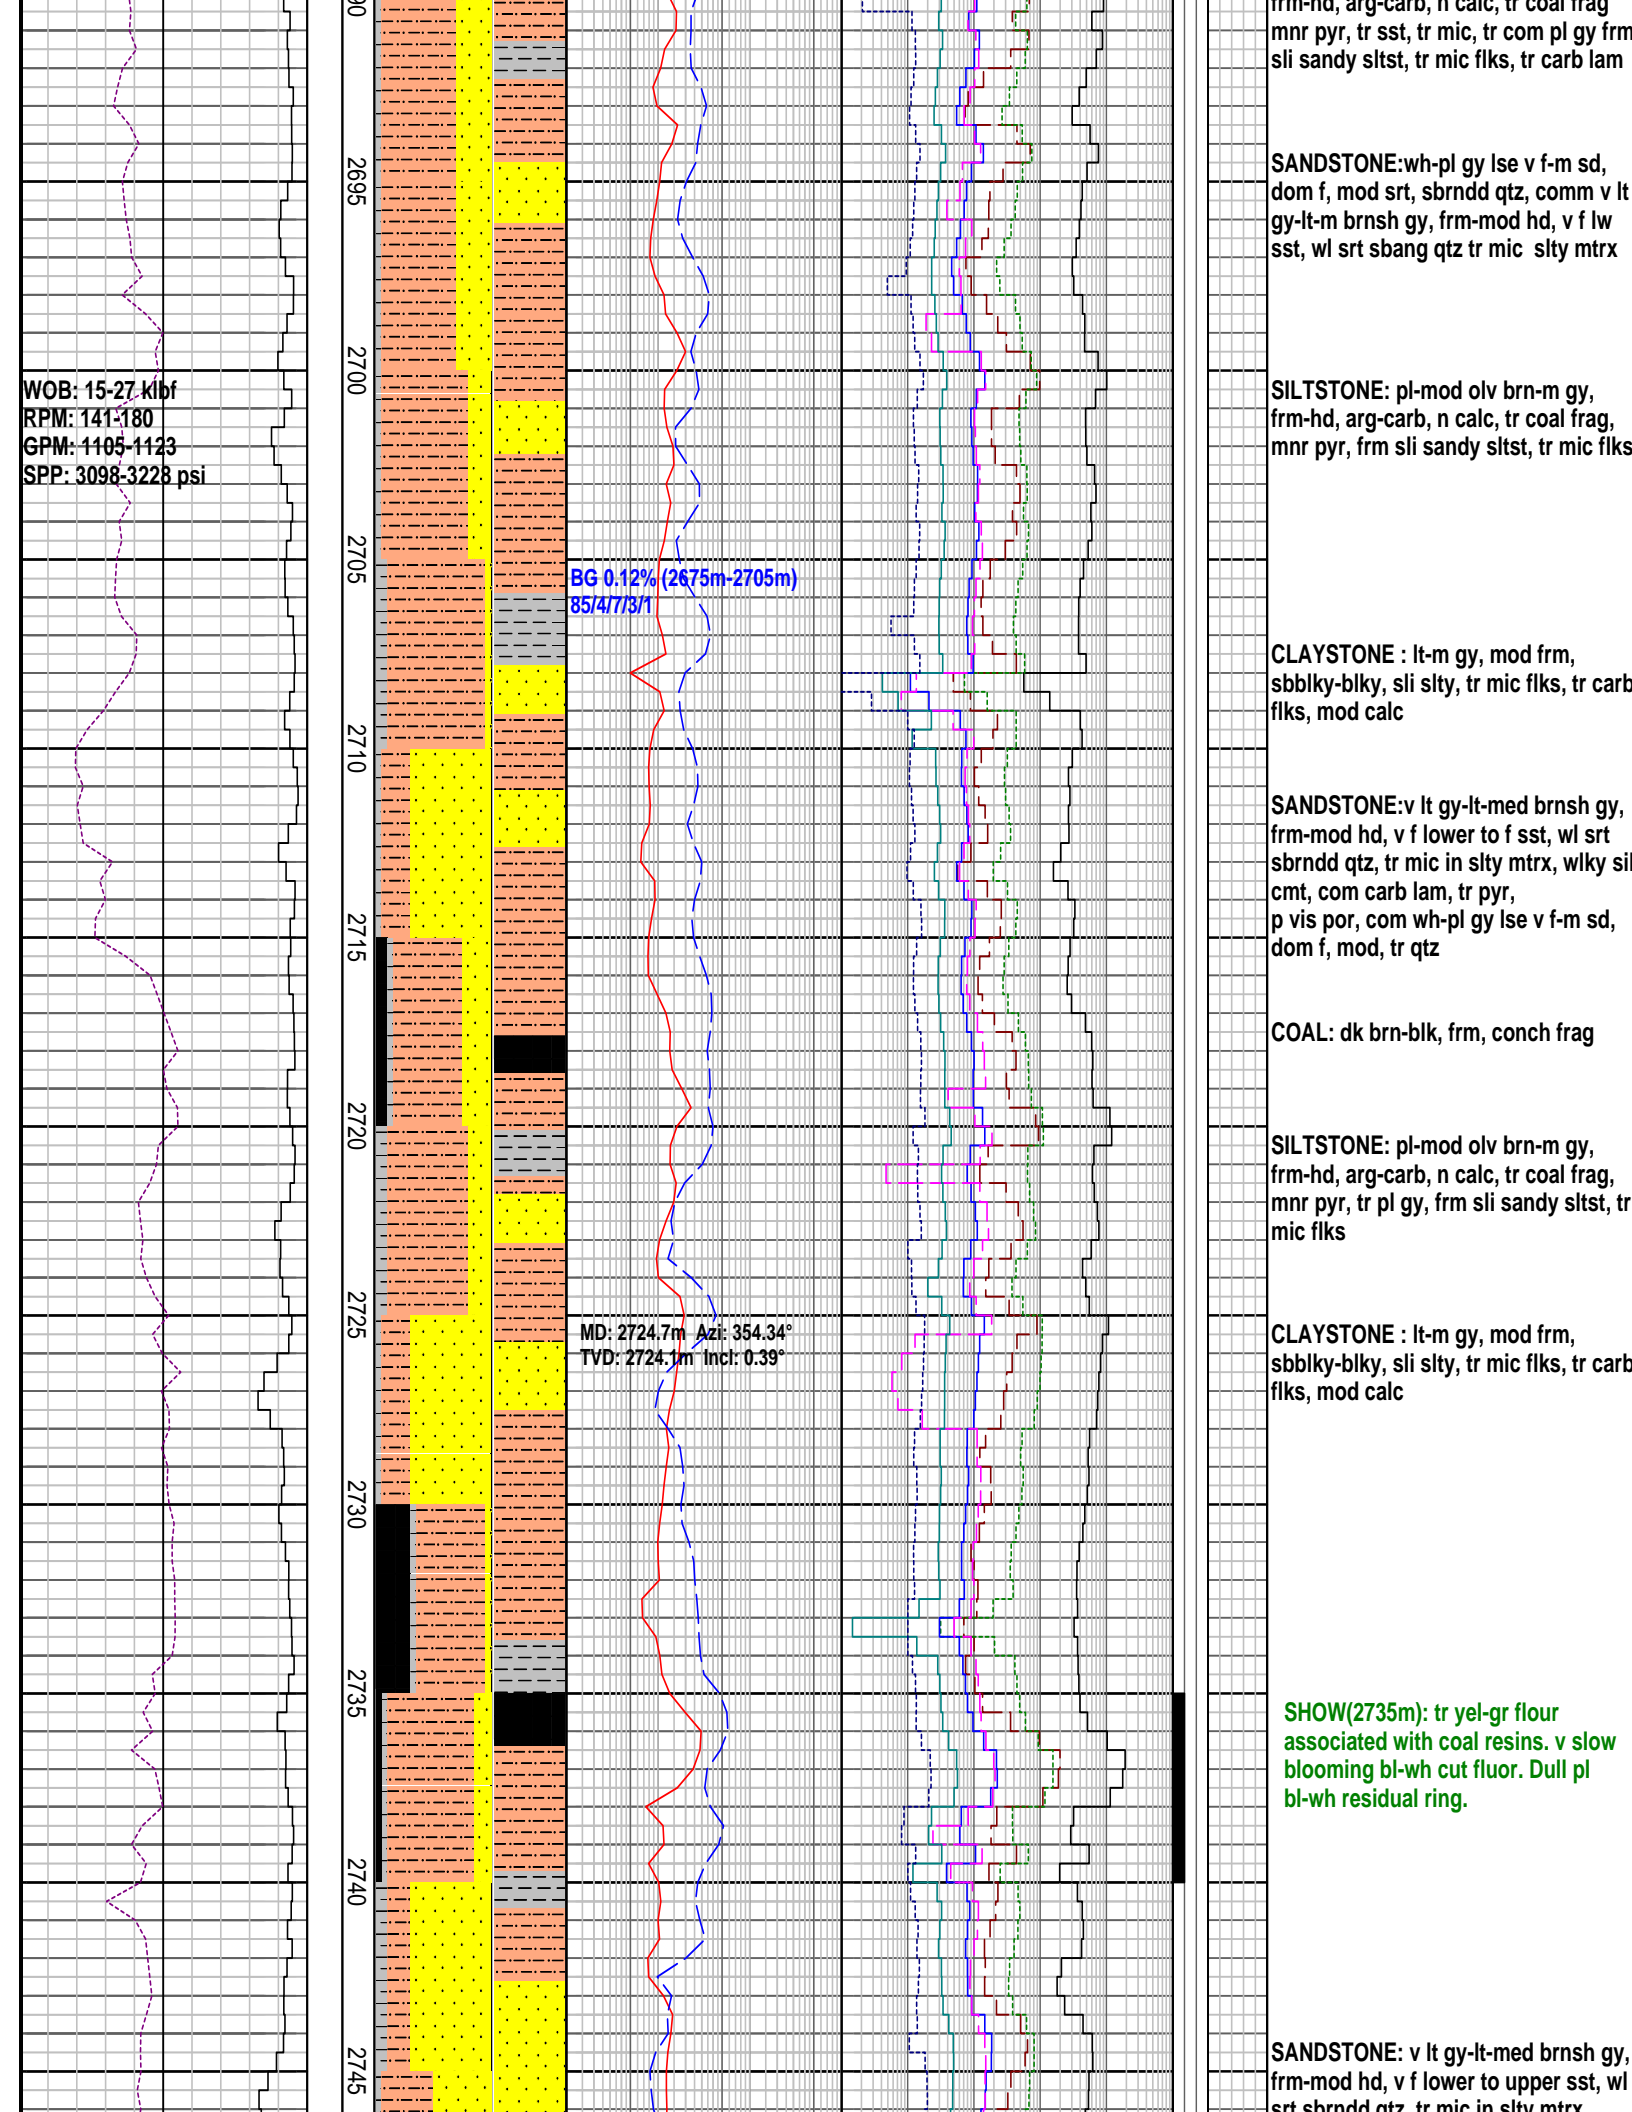 90
frm-hd, arg-carb, n calc, tr coal frag
mnr pyr, tr sst, tr mic, tr com pl gy frm
sli sandy sltst, tr mic flks, tr carb lam
2695
SANDSTONE:wh-pl gy lse v f-m sd,
dom f, mod srt, sbrndd qtz, comm v lt
gy-lt-m brnsh gy, frm-mod hd, v f lw
sst, wl srt sbang qtz tr mic slty mtrx
2700
WOB: 15-27 klbf
RPM: 141-180
GPM: 1105-1123
SPP: 3098-3228 psi
SILTSTONE: pl-mod olv brn-m gy,
frm-hd, arg-carb, n calc, tr coal frag,
mnr pyr, frm sli sandy sltst, tr mic flks
2705
BG 0.12% (2675m-2705m)
85/4/7/3/1
CLAYSTONE : lt-m gy, mod frm,
sbblky-blky, sli slty, tr mic flks, tr carb
flks, mod calc
2710
SANDSTONE:v lt gy-lt-med brnsh gy,
frm-mod hd, v f lower to f sst, wl srt
sbrndd qtz, tr mic in slty mtrx, wlky sil
cmt, com carb lam, tr pyr,
p vis por, com wh-pl gy lse v f-m sd,
dom f, mod, tr qtz
2715
COAL: dk brn-blk, frm, conch frag
2720
SILTSTONE: pl-mod olv brn-m gy,
frm-hd, arg-carb, n calc, tr coal frag,
mnr pyr, tr pl gy, frm sli sandy sltst, tr
mic flks
2725
MD: 2724.7m Azi: 354.34°
TVD: 2724.1m Incl: 0.39°
CLAYSTONE : lt-m gy, mod frm,
sbblky-blky, sli slty, tr mic flks, tr carb
flks, mod calc
2730
2735
SHOW(2735m): tr yel-gr flour
associated with coal resins. v slow
blooming bl-wh cut fluor. Dull pl
bl-wh residual ring.
2740
2745
SANDSTONE: v lt gy-lt-med brnsh gy,
frm-mod hd, v f lower to upper sst, wl
srt sbrndd qtz, tr mic in slty mtrx